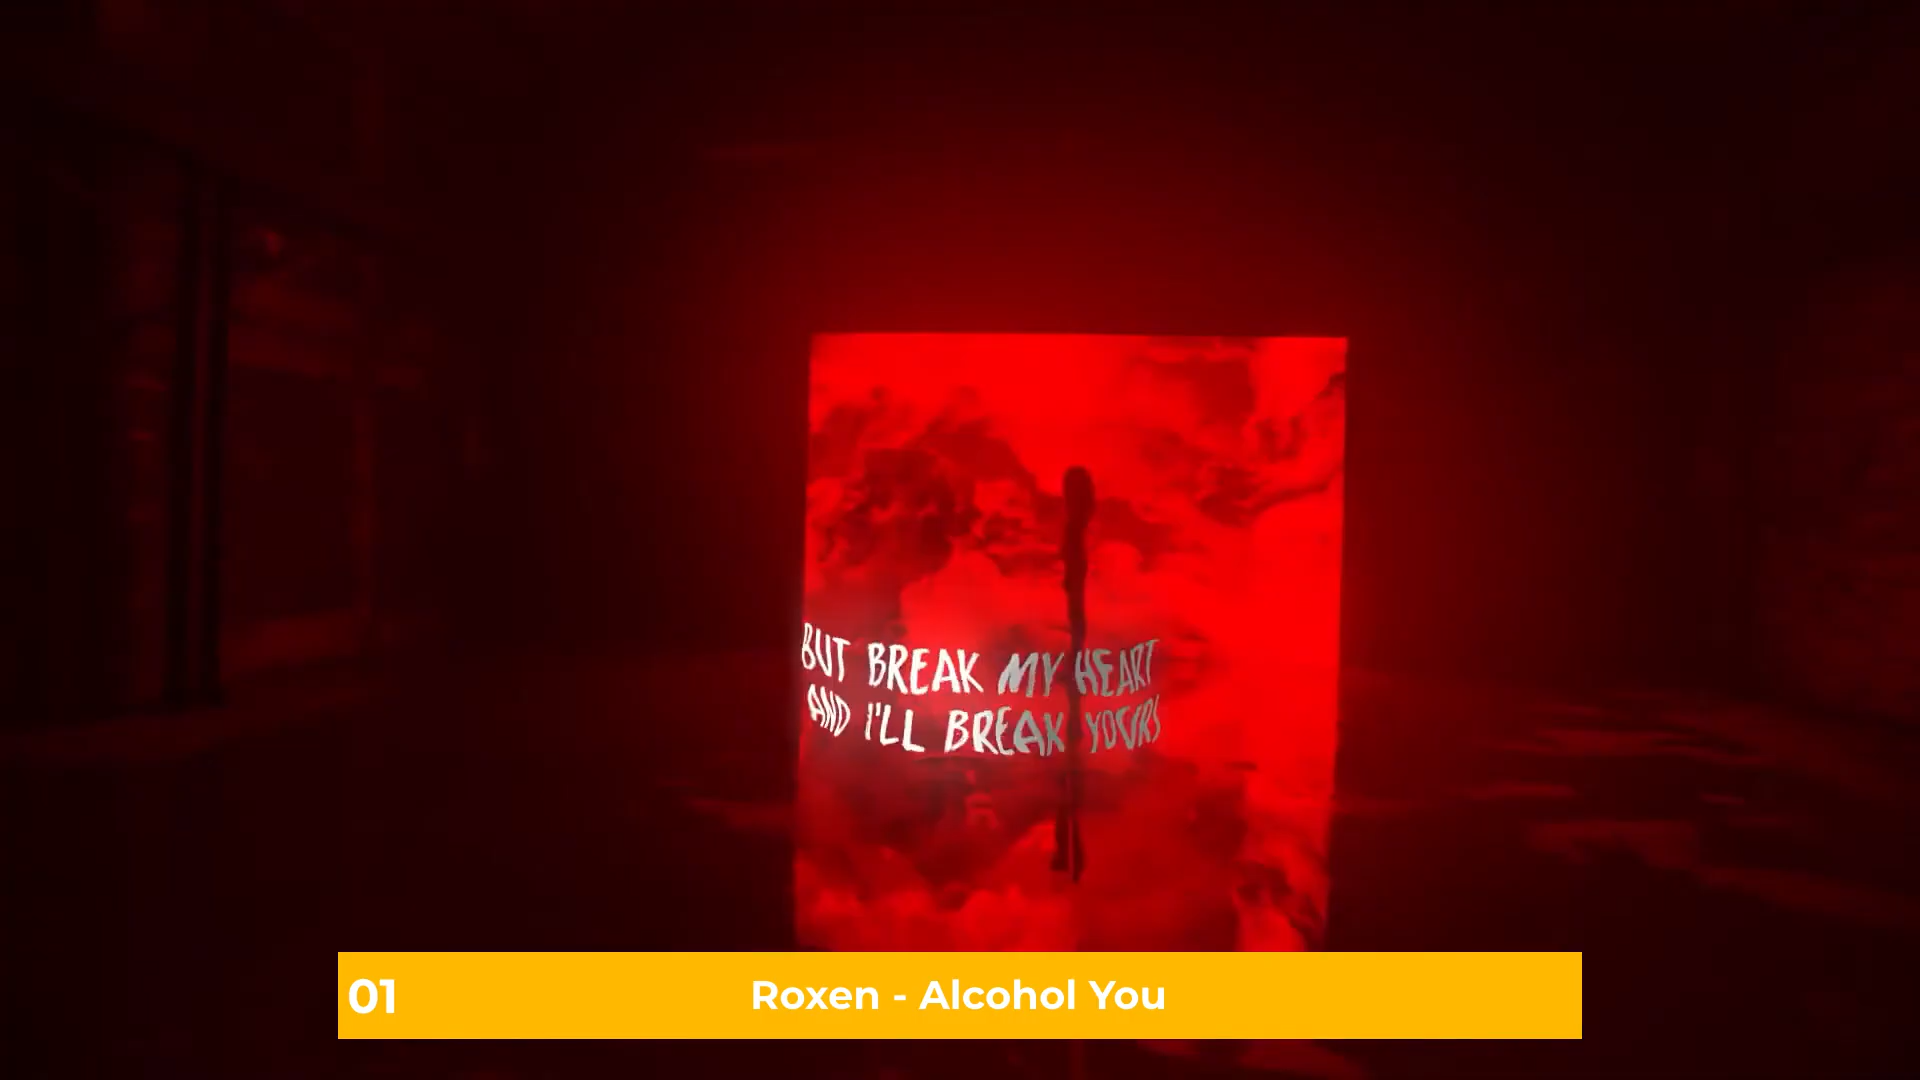 BUT BREAK MY HEART
AND I'LL BREAK YOURS
01
Roxen - Alcohol You